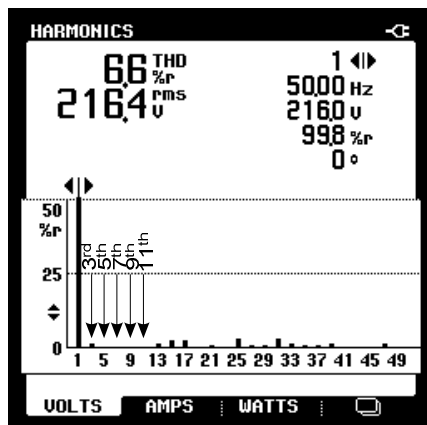 HARMONICS
6.6 THD %r
216.4 rms V
1
50.00 Hz
216.0 V
99.8 %r
0 °
50
%r
25
0
3rd
5th
7th
9th
11th
1 5 9 13 17 21 25 29 33 37 41 45 49
VOLTS AMPS WATTS